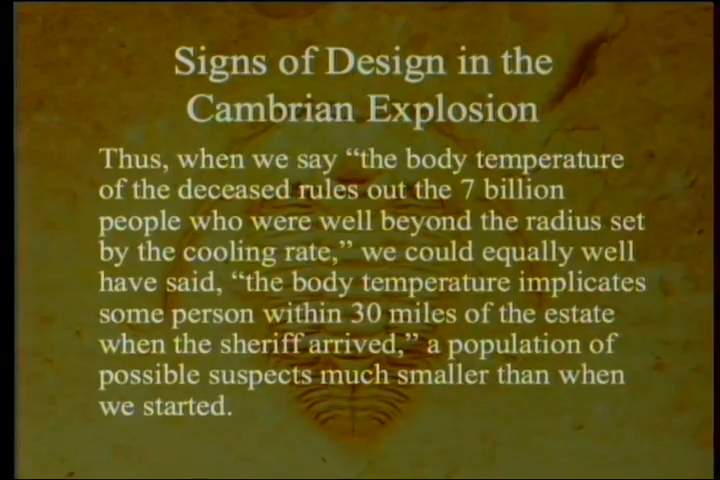 Signs of Design in the
Cambrian Explosion
Thus, when we say “the body temperature
of the deceased rules out the 7 billion
people who were well beyond the radius set
by the cooling rate,” we could equally well
have said, “the body temperature implicates
some person within 30 miles of the estate
when the sheriff arrived,” a population of
possible suspects much smaller than when
we started.